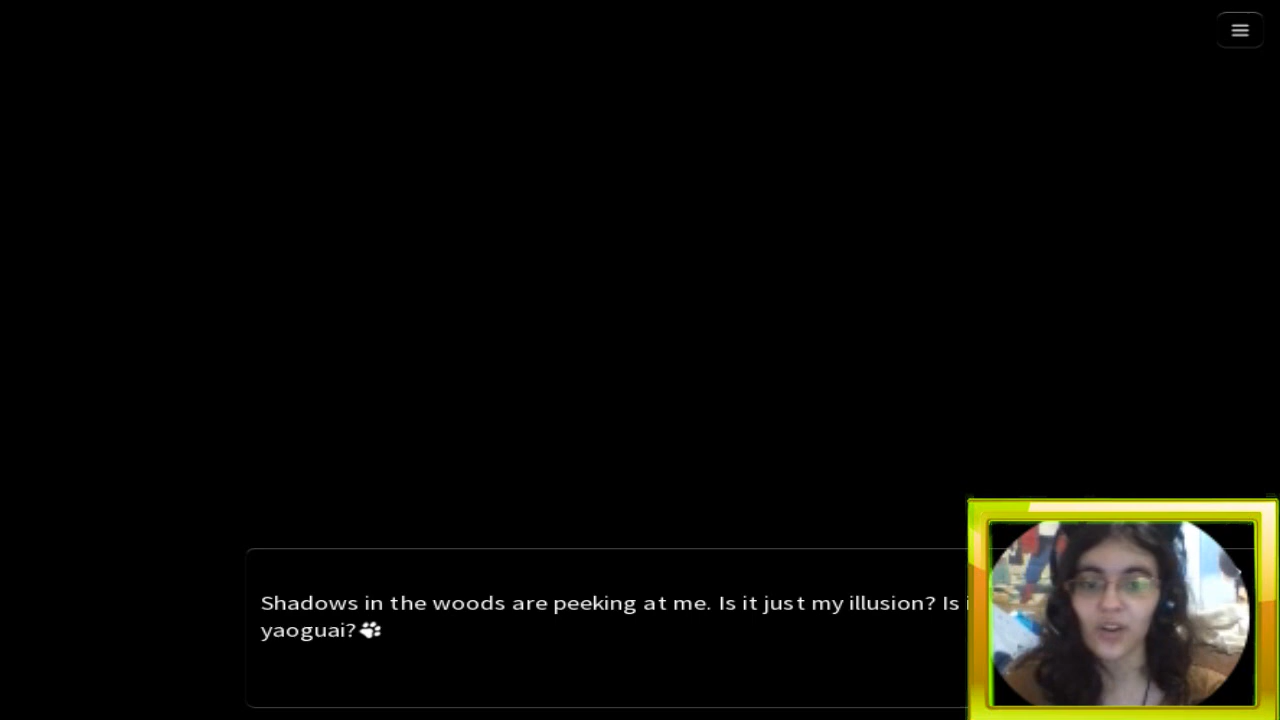 Shadows in the woods are peeking at me. Is it just my illusion? Is
yaoguai?